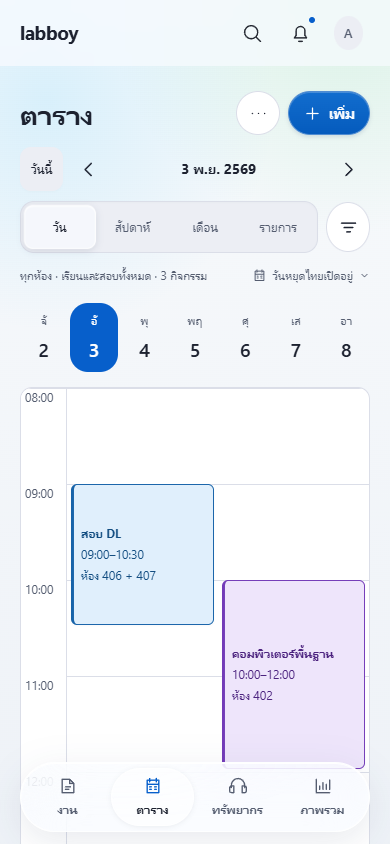 labboy
A
ตาราง
...
เพิ่ม
วันนี้
3 พ.ย. 2569
วัน
สัปดาห์
เดือน
รายการ
ทุกห้อง · เรียนและสอบทั้งหมด · 3 กิจกรรม
วันหยุดไทยเปิดอยู่
จ อ พ พฤ ศ เส อา
2 3 4 5 6 7 8
08:00
09:00
สอบ DL
09:00–10:30
ห้อง 406 + 407
10:00
คอมพิวเตอร์พื้นฐาน
10:00–12:00
ห้อง 402
11:00
12:00
งาน
ตาราง
ทรัพยากร
ภาพรวม